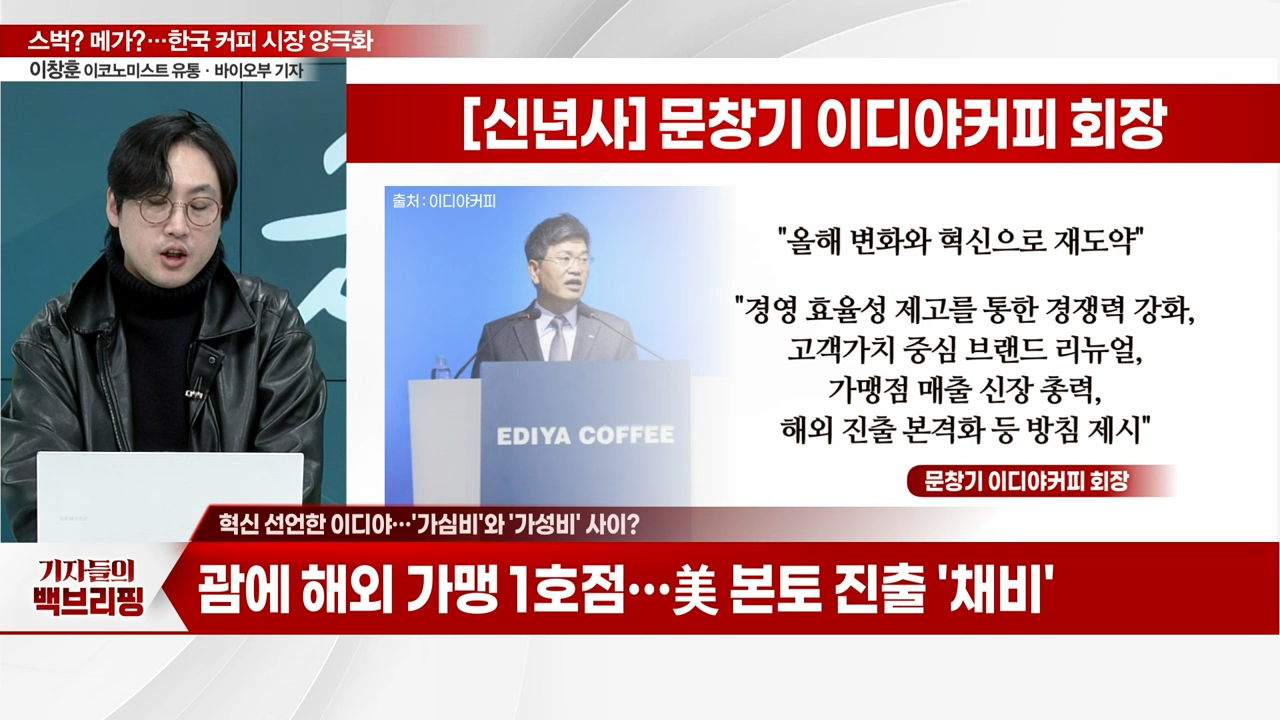 스벅? 메가?…한국 커피 시장 양극화
이창훈 이코노미스트 유통·바이오부 기자
[신년사] 문창기 이디야커피 회장
출처 : 이디야커피
"올해 변화와 혁신으로 재도약"
"경영 효율성 제고를 통한 경쟁력 강화,
고객가치 중심 브랜드 리뉴얼,
가맹점 매출 신장 총력,
해외 진출 본격화 등 방침 제시"
EDIYA COFFEE
문창기 이디야커피 회장
혁신 선언한 이디야…'가심비'와 '가성비' 사이?
기자들의
백브리핑
괌에 해외 가맹 1호점…美 본토 진출 '채비'